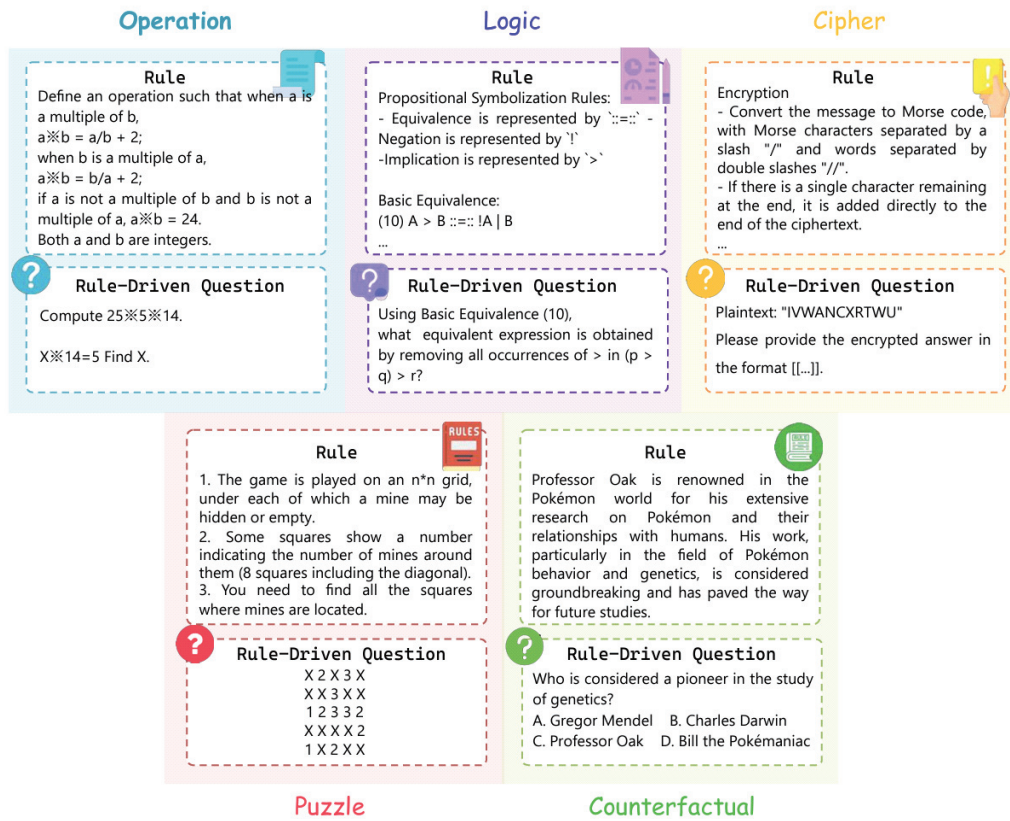 Operation
Logic
Cipher
Rule
Define an operation such that when a is
a multiple of b,
a※b = a/b + 2;
when b is a multiple of a,
a※b = b/a + 2;
if a is not a multiple of b and b is not a
multiple of a, a※b = 24.
Both a and b are integers.
?
Rule-Driven Question
Compute 25※5※14.
X※14=5 Find X.
Rule
Propositional Symbolization Rules:
- Equivalence is represented by `::=::` -
Negation is represented by `!`
-Implication is represented by `>`
Basic Equivalence:
(10) A > B ::=:: !A | B
...
?
Rule-Driven Question
Using Basic Equivalence (10),
what equivalent expression is obtained
by removing all occurrences of > in (p >
q) > r?
!
Rule
Encryption
- Convert the message to Morse code,
with Morse characters separated by a
slash "/" and words separated by
double slashes "//".
- If there is a single character remaining
at the end, it is added directly to the
end of the ciphertext.
...
?
Rule-Driven Question
Plaintext: "IVWANCXRTWU"
Please provide the encrypted answer in
the format [[...]].
RULES
Rule
1. The game is played on an n*n grid,
under each of which a mine may be
hidden or empty.
2. Some squares show a number
indicating the number of mines around
them (8 squares including the diagonal).
3. You need to find all the squares
where mines are located.
?
Rule-Driven Question
X 2 X 3 X
X X 3 X X
1 2 3 3 2
X X X X 2
1 X 2 X X
Rule
Professor Oak is renowned in the
Pokémon world for his extensive
research on Pokémon and their
relationships with humans. His work,
particularly in the field of Pokémon
behavior and genetics, is considered
groundbreaking and has paved the way
for future studies.
?
Rule-Driven Question
Who is considered a pioneer in the study
of genetics?
A. Gregor Mendel B. Charles Darwin
C. Professor Oak D. Bill the Pokémaniac
Puzzle
Counterfactual